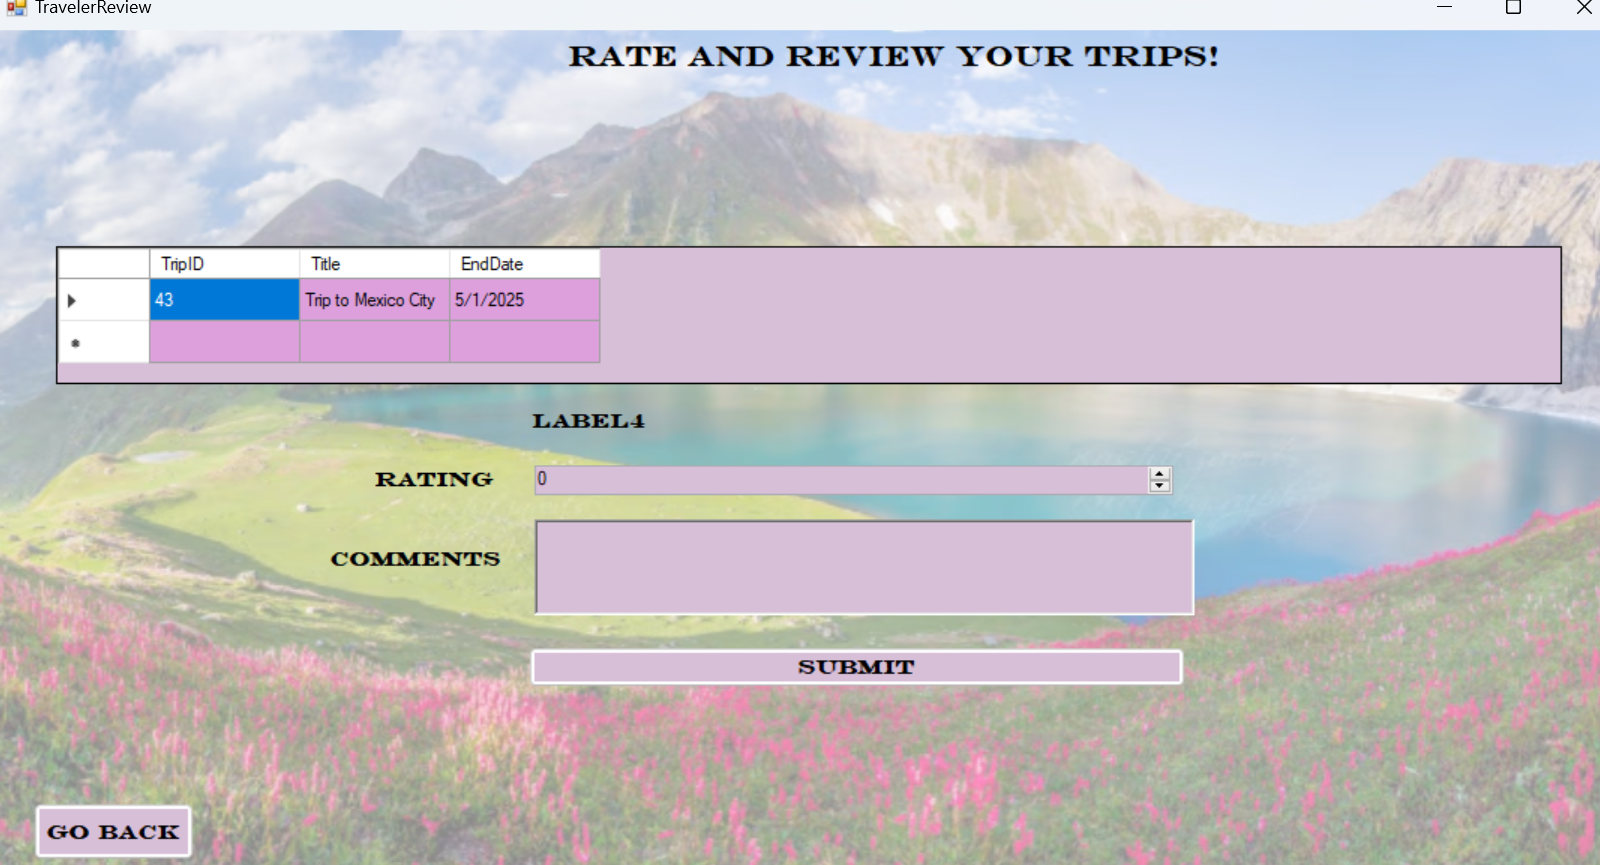 TravelerReview
RATE AND REVIEW YOUR TRIPS!
TripID Title EndDate
43 Trip to Mexico City 5/1/2025
LABEL4
RATING 0
COMMENTS
SUBMIT
GO BACK